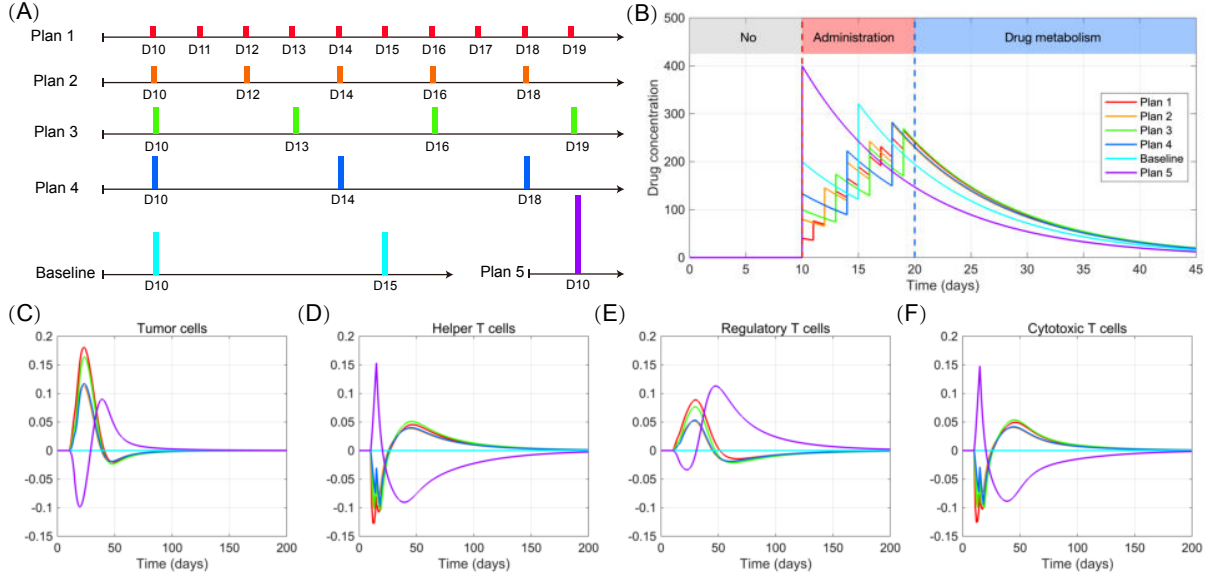 (A)
Plan 1
D10 D11 D12 D13 D14 D15 D16 D17 D18 D19
Plan 2
D10 D12 D14 D16 D18
Plan 3
D10 D13 D16 D19
Plan 4
D10 D14 D18
Baseline
D10 D15
Plan 5
D10
(B)
No Administration Drug metabolism
Drug concentration
500
400
300
200
100
0
0 5 10 15 20 25 30 35 40 45
Time (days)
Plan 1
Plan 2
Plan 3
Plan 4
Baseline
Plan 5
(C)
Tumor cells
0.2
0.15
0.1
0.05
0
-0.05
-0.1
-0.15
0 50 100 150 200
Time (days)
(D)
Helper T cells
0.2
0.15
0.1
0.05
0
-0.05
-0.1
-0.15
0 50 100 150 200
Time (days)
(E)
Regulatory T cells
0.2
0.15
0.1
0.05
0
-0.05
-0.1
-0.15
0 50 100 150 200
Time (days)
(F)
Cytotoxic T cells
0.2
0.15
0.1
0.05
0
-0.05
-0.1
-0.15
0 50 100 150 200
Time (days)